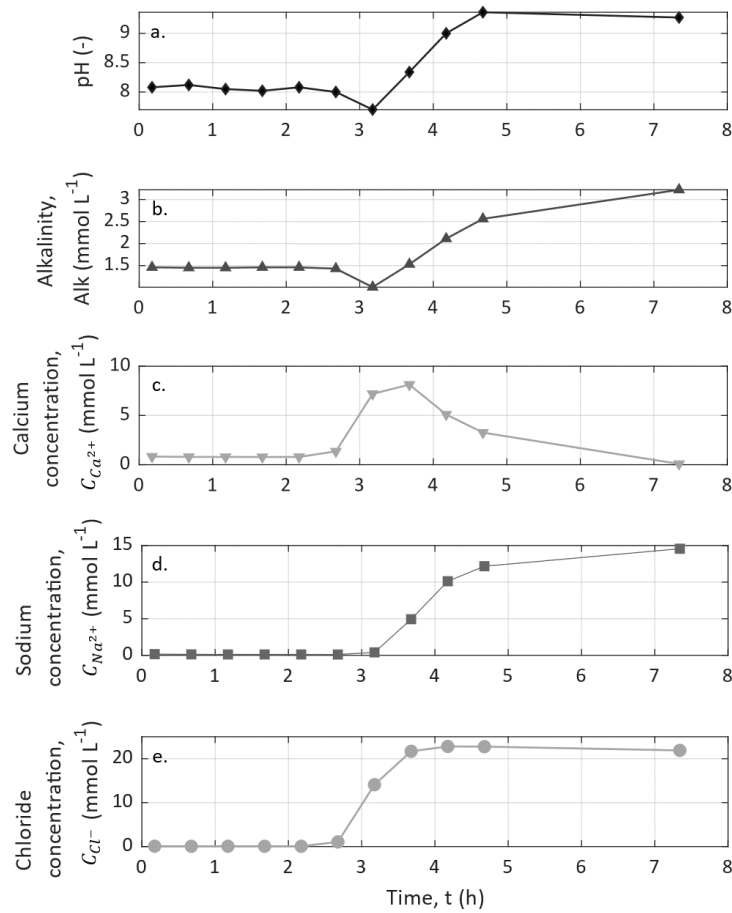 a.
pH (-)
9
8.5
8
0 1 2 3 4 5 6 7 8
b.
Alkalinity,
Alk (mmol L⁻¹)
3
2.5
2
1.5
0 1 2 3 4 5 6 7 8
c.
Calcium
concentration,
C_Ca²⁺ (mmol L⁻¹)
10
5
0
0 1 2 3 4 5 6 7 8
d.
Sodium
concentration,
C_Na²⁺ (mmol L⁻¹)
15
10
5
0
0 1 2 3 4 5 6 7 8
e.
Chloride
concentration,
C_Cl⁻ (mmol L⁻¹)
20
10
0
0 1 2 3 4 5 6 7 8
Time, t (h)